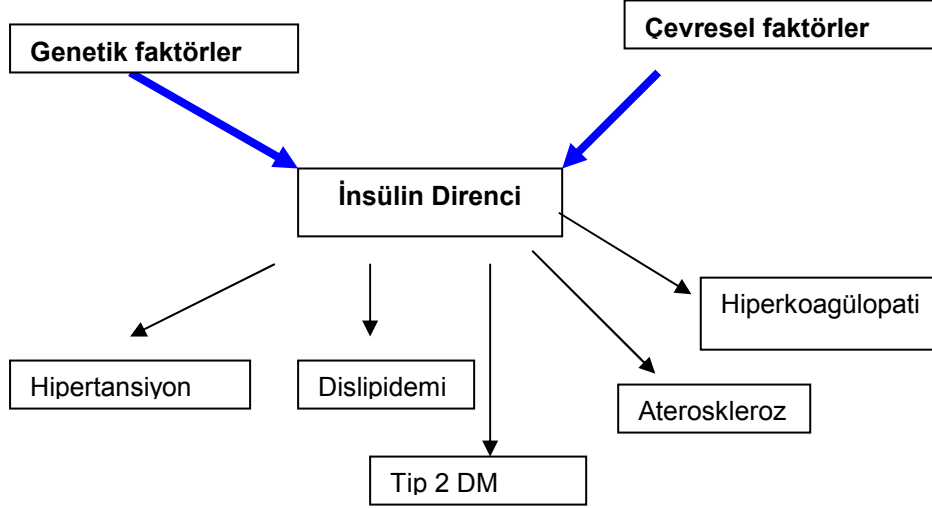 Genetik faktörler
Çevresel faktörler
İnsülin Direnci
Hiperkoagülopati
Hipertansiyon
Dislipidemi
Ateroskleroz
Tip 2 DM